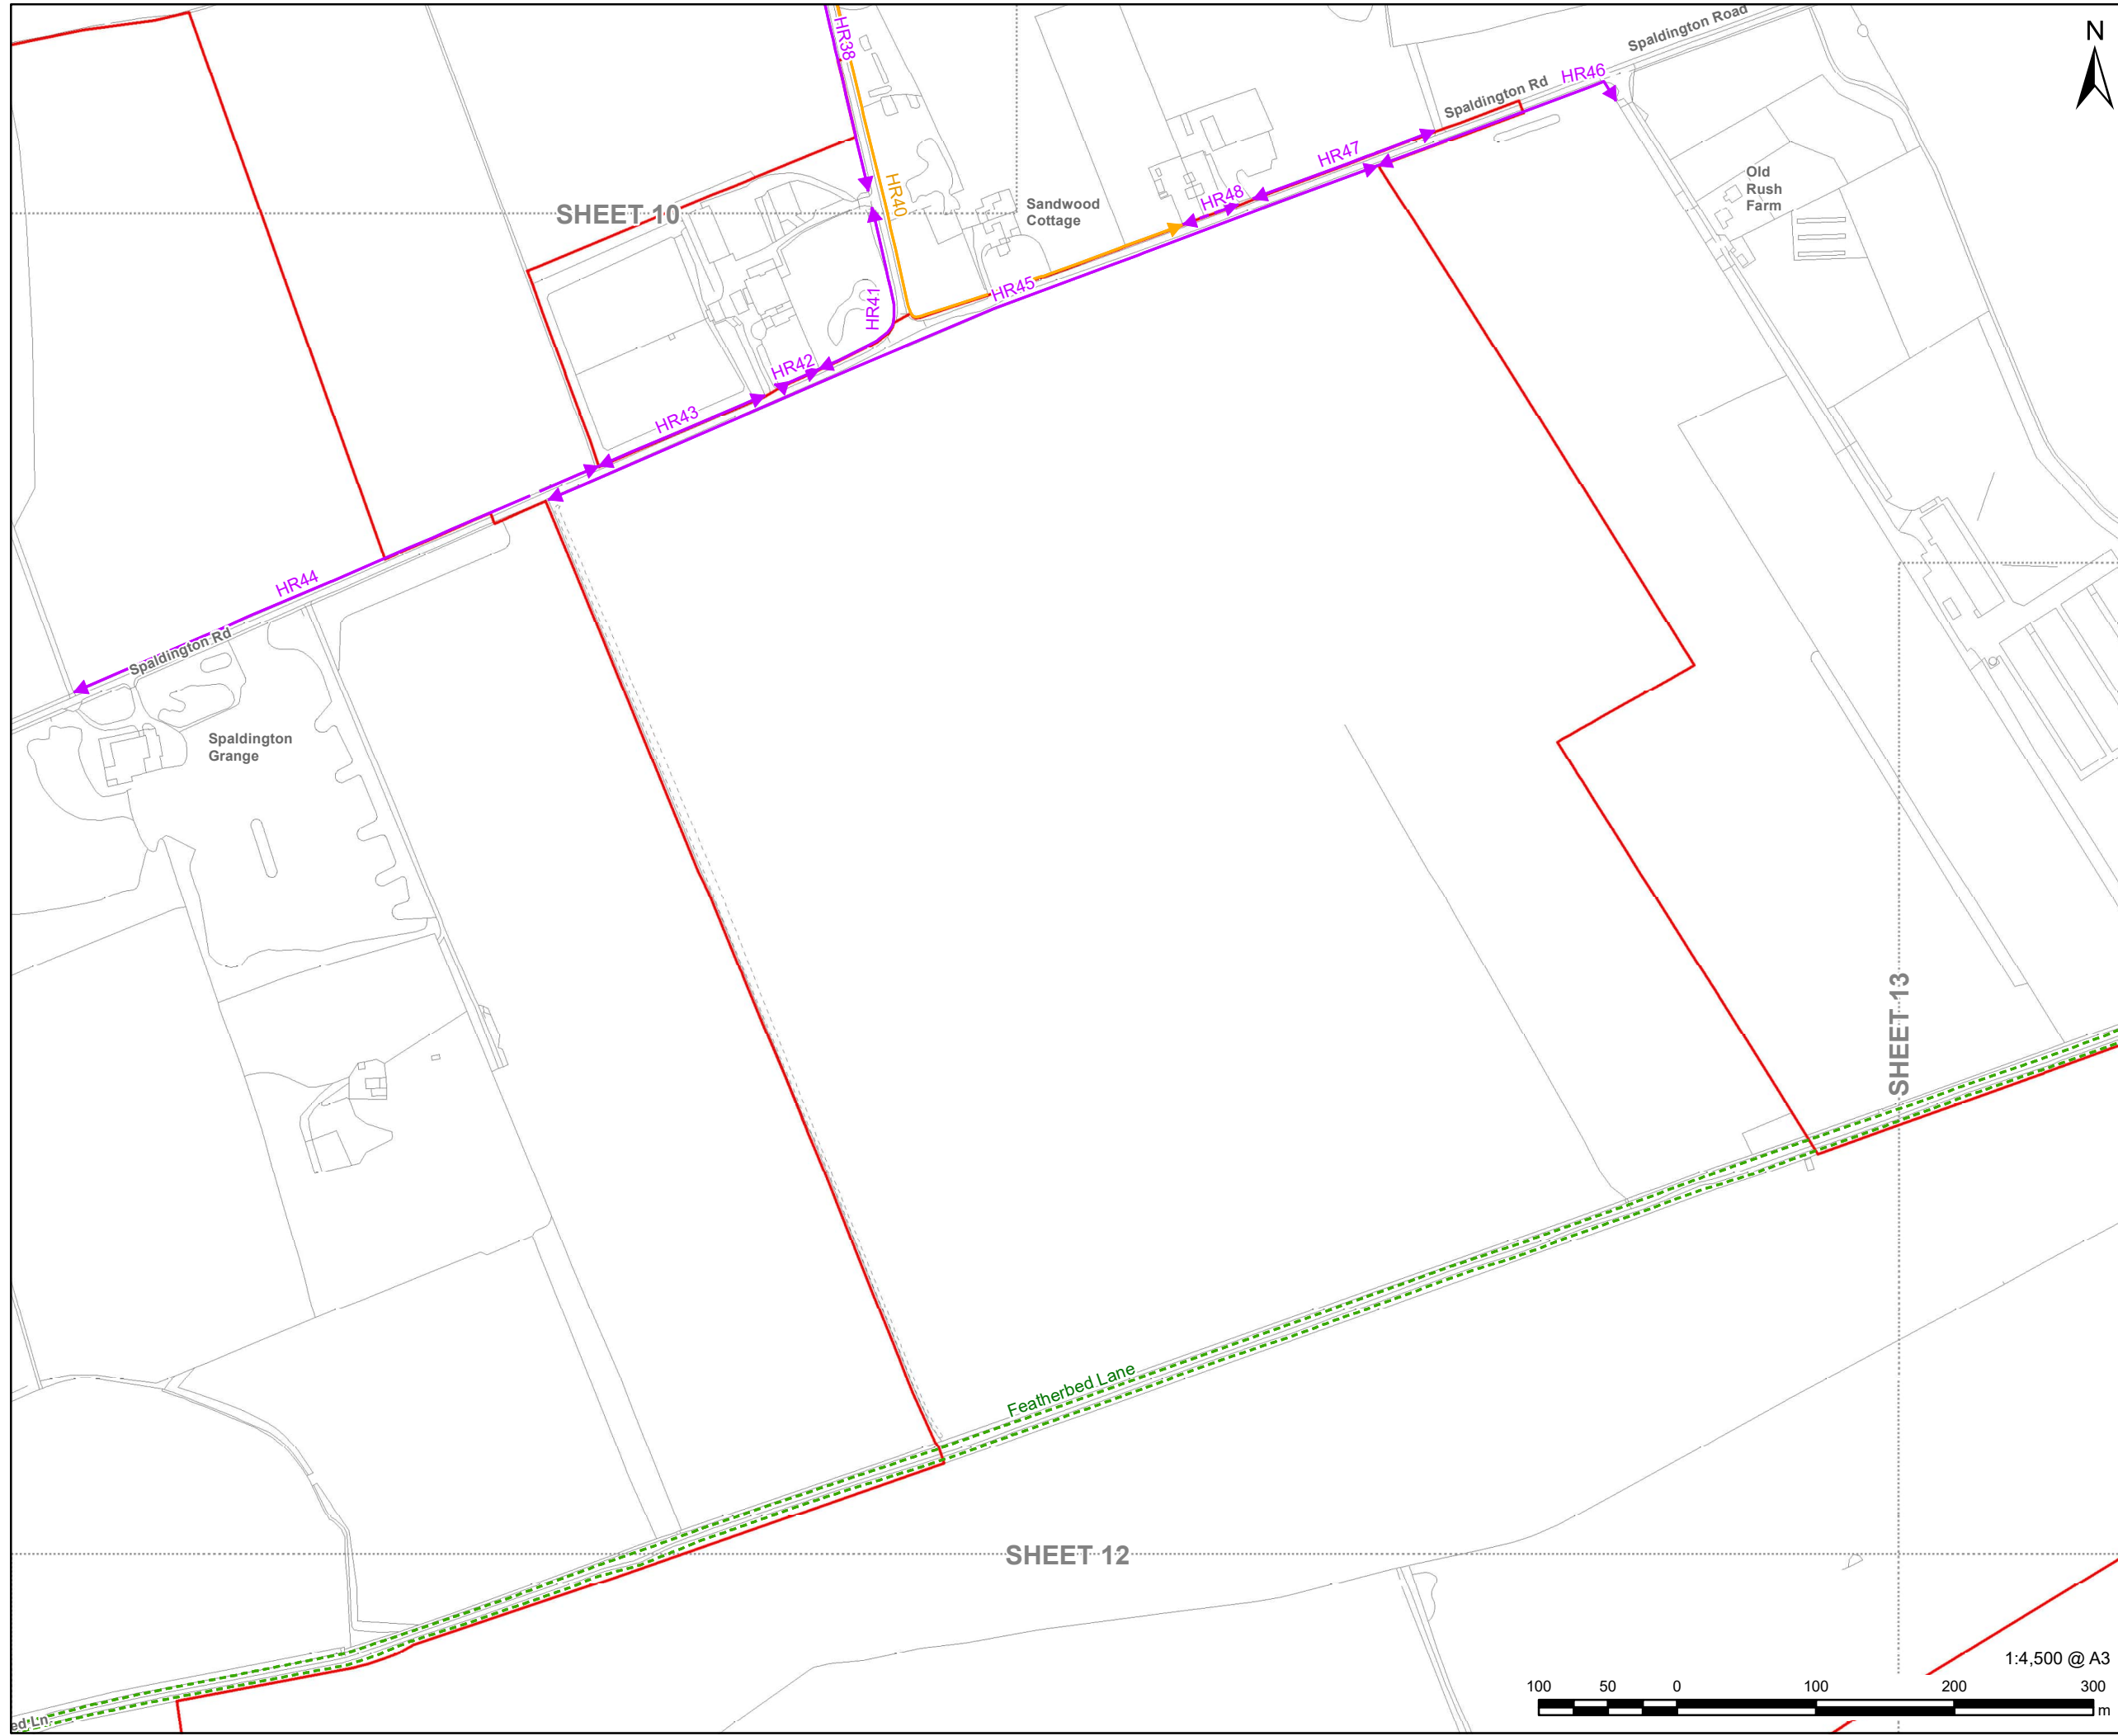 Spaldington Road
N
HR38
HR46
Spaldington Rd
HR47
Old
Rush
Farm
HR40
HR48
SHEET 10
Sandwood
Cottage
HR45
HR41
HR42
HR43
HR44
Spaldington Rd
Spaldington
Grange
SHEET 13
Featherbed Lane
SHEET 12
1:4,500 @ A3
100 50 0 100 200 300
m
ed Ln